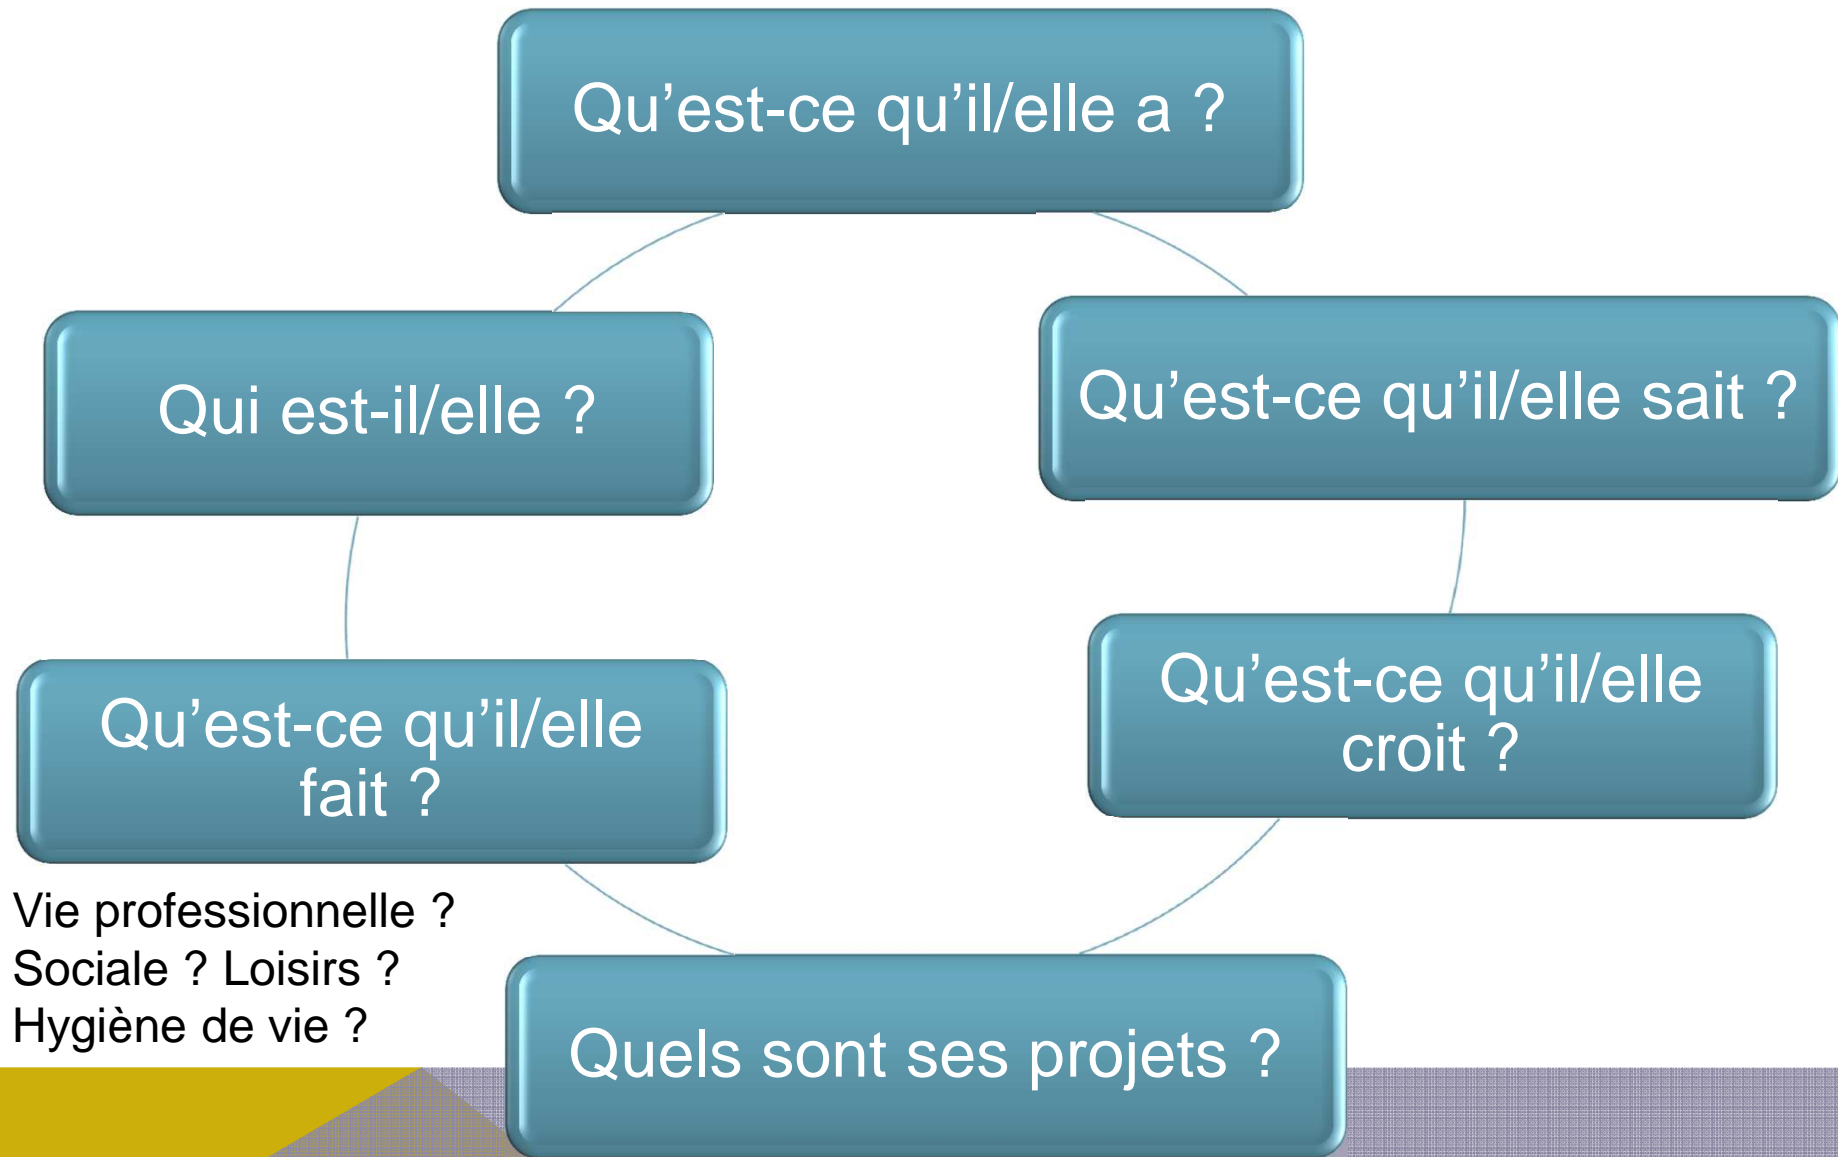 Qu’est-ce qu’il/elle a ?
Qui est-il/elle ?
Qu’est-ce qu’il/elle sait ?
Qu’est-ce qu’il/elle
fait ?
Qu’est-ce qu’il/elle
croit ?
Vie professionnelle ?
Sociale ? Loisirs ?
Hygiène de vie ?
Quels sont ses projets ?